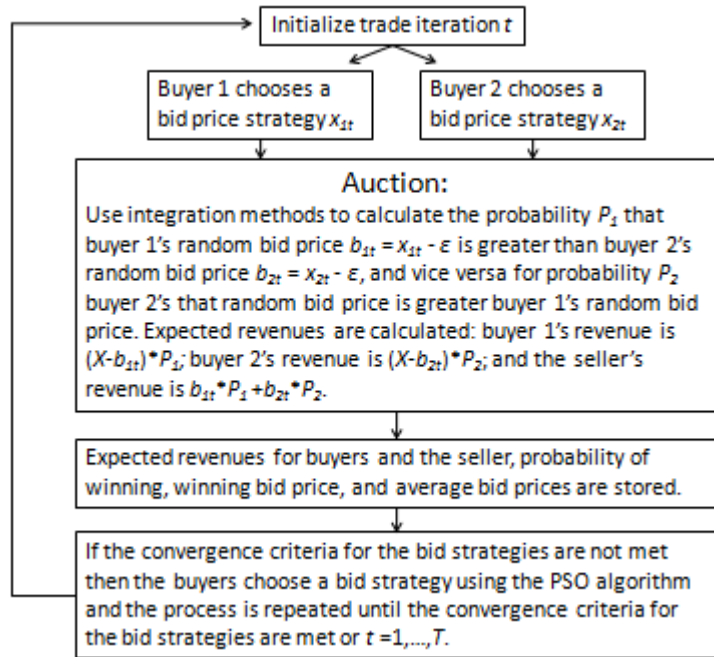 Initialize trade iteration t
Buyer 1 chooses a
bid price strategy x1t
Buyer 2 chooses a
bid price strategy x2t
Auction:
Use integration methods to calculate the probability P1 that
buyer 1's random bid price b1t = x1t - ε is greater than buyer 2's
random bid price b2t = x2t - ε, and vice versa for probability P2
buyer 2's that random bid price is greater buyer 1's random bid
price. Expected revenues are calculated: buyer 1's revenue is
(X-b1t)*P1; buyer 2's revenue is (X-b2t)*P2; and the seller's
revenue is b1t*P1+b2t*P2.
Expected revenues for buyers and the seller, probability of
winning, winning bid price, and average bid prices are stored.
If the convergence criteria for the bid strategies are not met
then the buyers choose a bid strategy using the PSO algorithm
and the process is repeated until the convergence criteria for
the bid strategies are met or t =1,...,T.